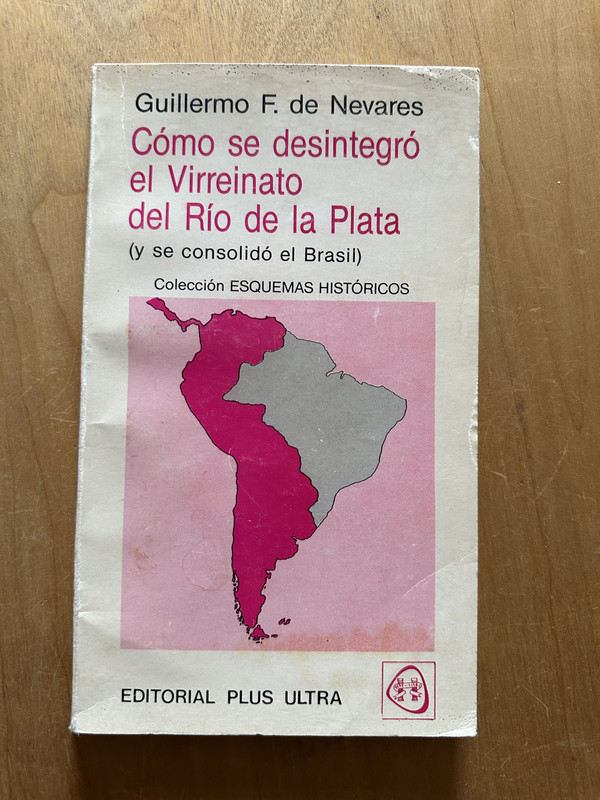 Guillermo F. de Nevares
Cómo se desintegró
el Virreinato
del Río de la Plata
(y se consolidó el Brasil)
Colección ESQUEMAS HISTÓRICOS
EDITORIAL PLUS ULTRA